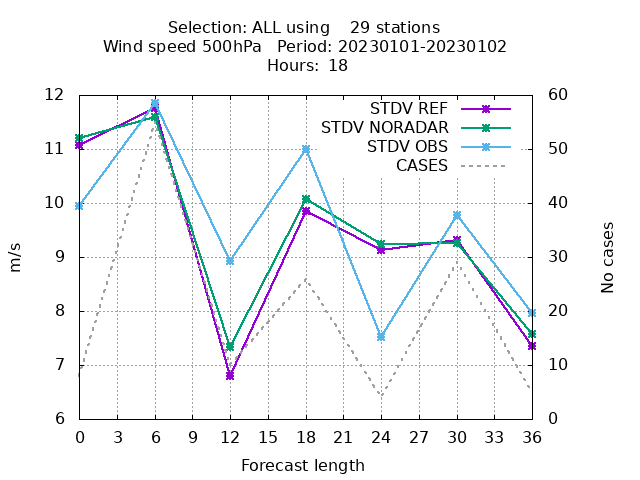 Selection: ALL using    29 stations
Wind speed 500hPa   Period: 20230101-20230102
Hours:  18
STDV REF
STDV NORADAR
STDV OBS
CASES
12
11
10
9
8
7
6
60
50
40
30
20
10
0
m/s
No cases
0 3 6 9 12 15 18 21 24 27 30 33 36
Forecast length